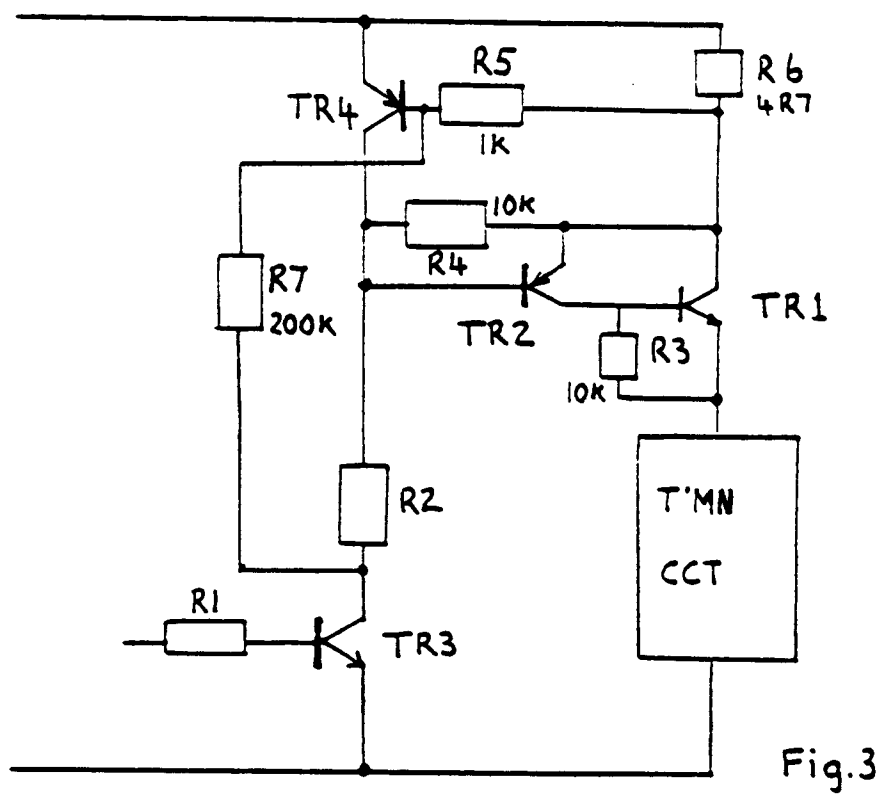 R5
R6
4R7
TR4
1K
10K
R4
R7
200K
TR2
TR1
R3
10K
R2
T'MN
CCT
R1
TR3
Fig.3